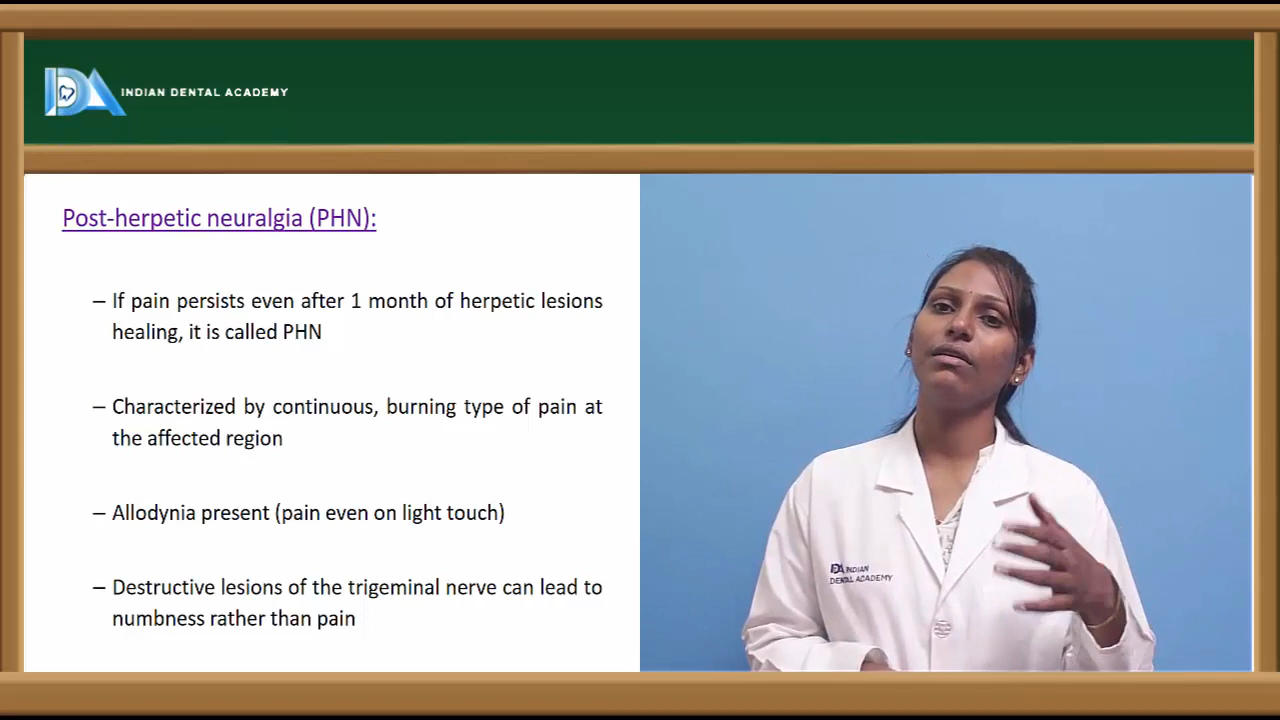 IDA INDIAN DENTAL ACADEMY
Post-herpetic neuralgia (PHN):
– If pain persists even after 1 month of herpetic lesions
healing, it is called PHN
– Characterized by continuous, burning type of pain at
the affected region
– Allodynia present (pain even on light touch)
– Destructive lesions of the trigeminal nerve can lead to
numbness rather than pain
IDA INDIAN
DENTAL ACADEMY